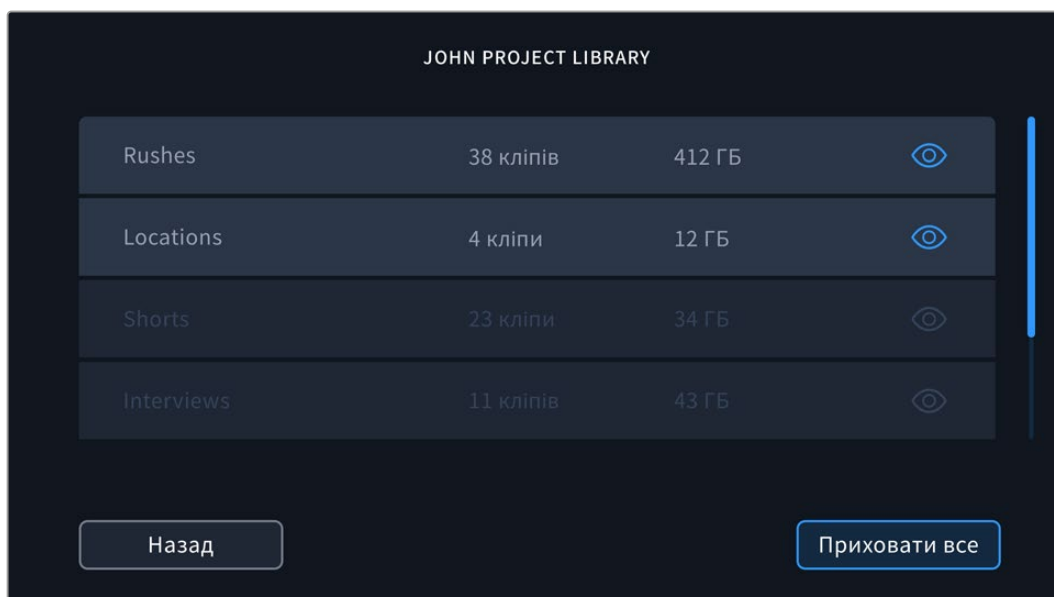 JOHN PROJECT LIBRARY
Rushes 38 кліпів 412 ГБ
Locations 4 кліпи 12 ГБ
Shorts 23 кліпи 34 ГБ
Interviews 11 кліпів 43 ГБ
Назад Приховати все